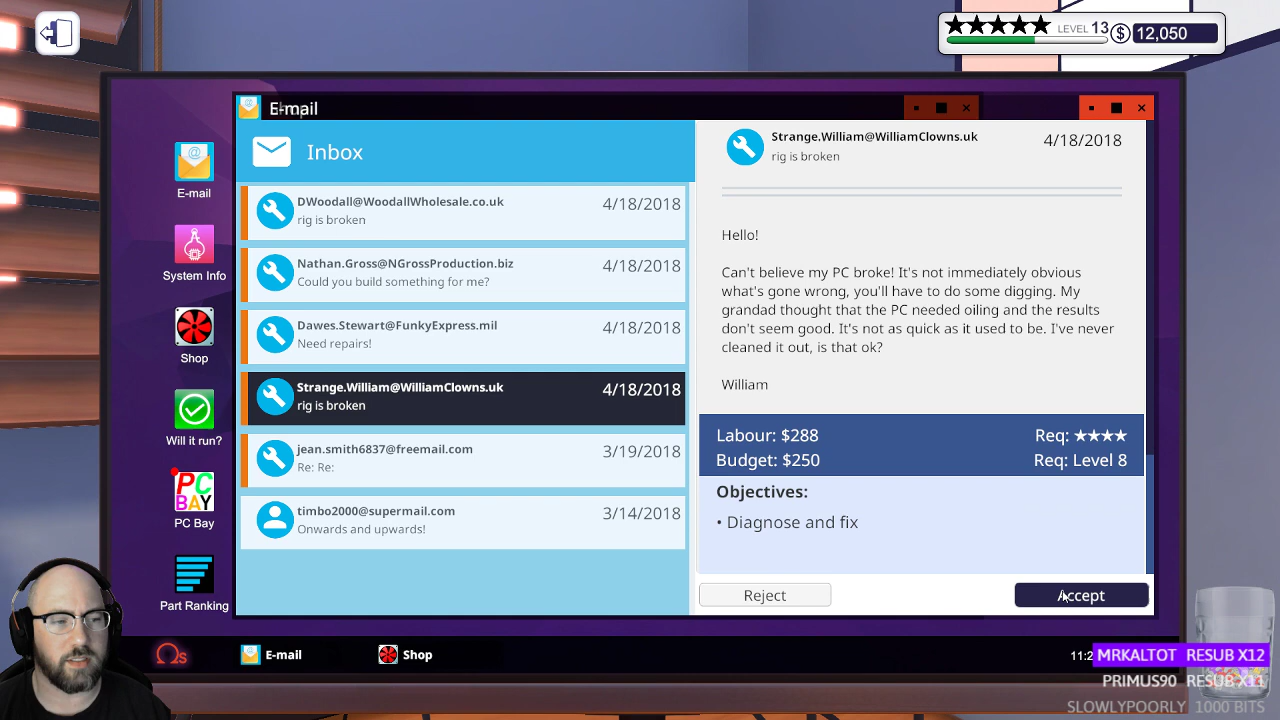 LEVEL 13
$ 12,050
E-mail
Inbox
DWoodall@WoodallWholesale.co.uk 4/18/2018
rig is broken
Nathan.Gross@NGrossProduction.biz 4/18/2018
Could you build something for me?
Dawes.Stewart@FunkyExpress.mil 4/18/2018
Need repairs!
Strange.William@WilliamClowns.uk 4/18/2018
rig is broken
jean.smith6837@freemail.com 3/19/2018
Re: Re:
timbo2000@supermail.com 3/14/2018
Onwards and upwards!
Strange.William@WilliamClowns.uk 4/18/2018
rig is broken
Hello!
Can't believe my PC broke! It's not immediately obvious
what's gone wrong, you'll have to do some digging. My
grandad thought that the PC needed oiling and the results
don't seem good. It's not as quick as it used to be. I've never
cleaned it out, is that ok?
William
Labour: $288 Req: ★★★★
Budget: $250 Req: Level 8
Objectives:
• Diagnose and fix
Reject
Accept
E-mail
System Info
Shop
Will it run?
PC BAY
PC Bay
Part Ranking
Ωs
E-mail
Shop
11:2
MRKALTOT RESUB X12
PRIMUS90 RESUB X11
SLOWLYPOORLY 1000 BITS